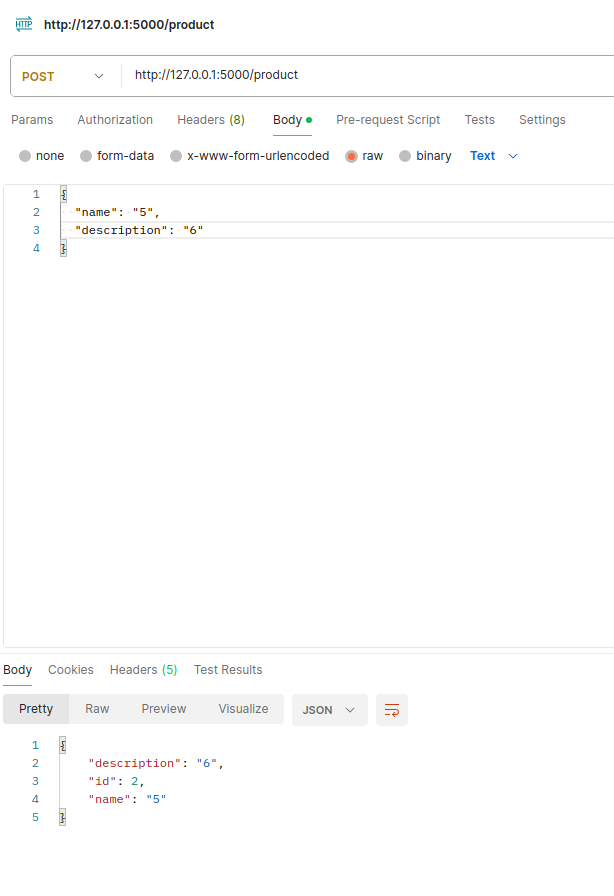 HTTP http://127.0.0.1:5000/product
POST http://127.0.0.1:5000/product
Params Authorization Headers (8) Body Pre-request Script Tests Settings
none form-data x-www-form-urlencoded raw binary Text
1 {
2 "name": "5",
3 "description": "6"
4 }
Body Cookies Headers (5) Test Results
Pretty Raw Preview Visualize JSON
1 {
2 "description": "6",
3 "id": 2,
4 "name": "5"
5 }